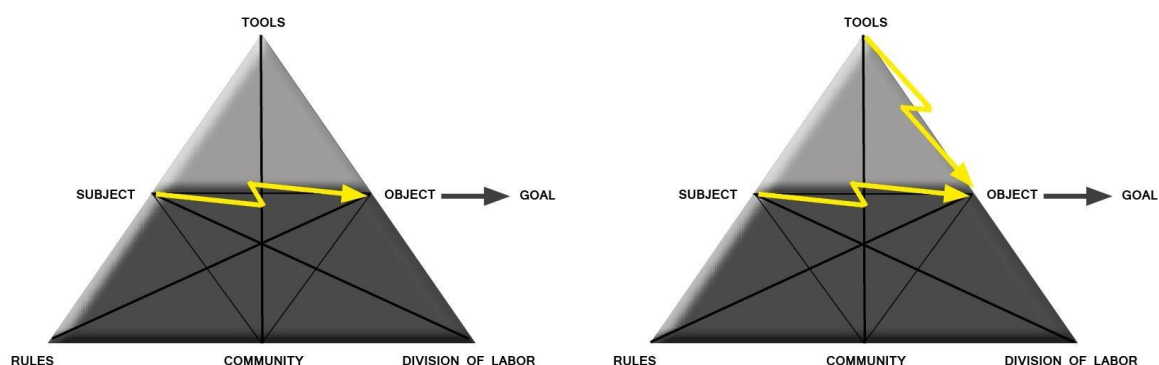 TOOLS
SUBJECT OBJECT GOAL
RULES COMMUNITY DIVISION OF LABOR
TOOLS
SUBJECT OBJECT GOAL
RULES COMMUNITY DIVISION OF LABOR